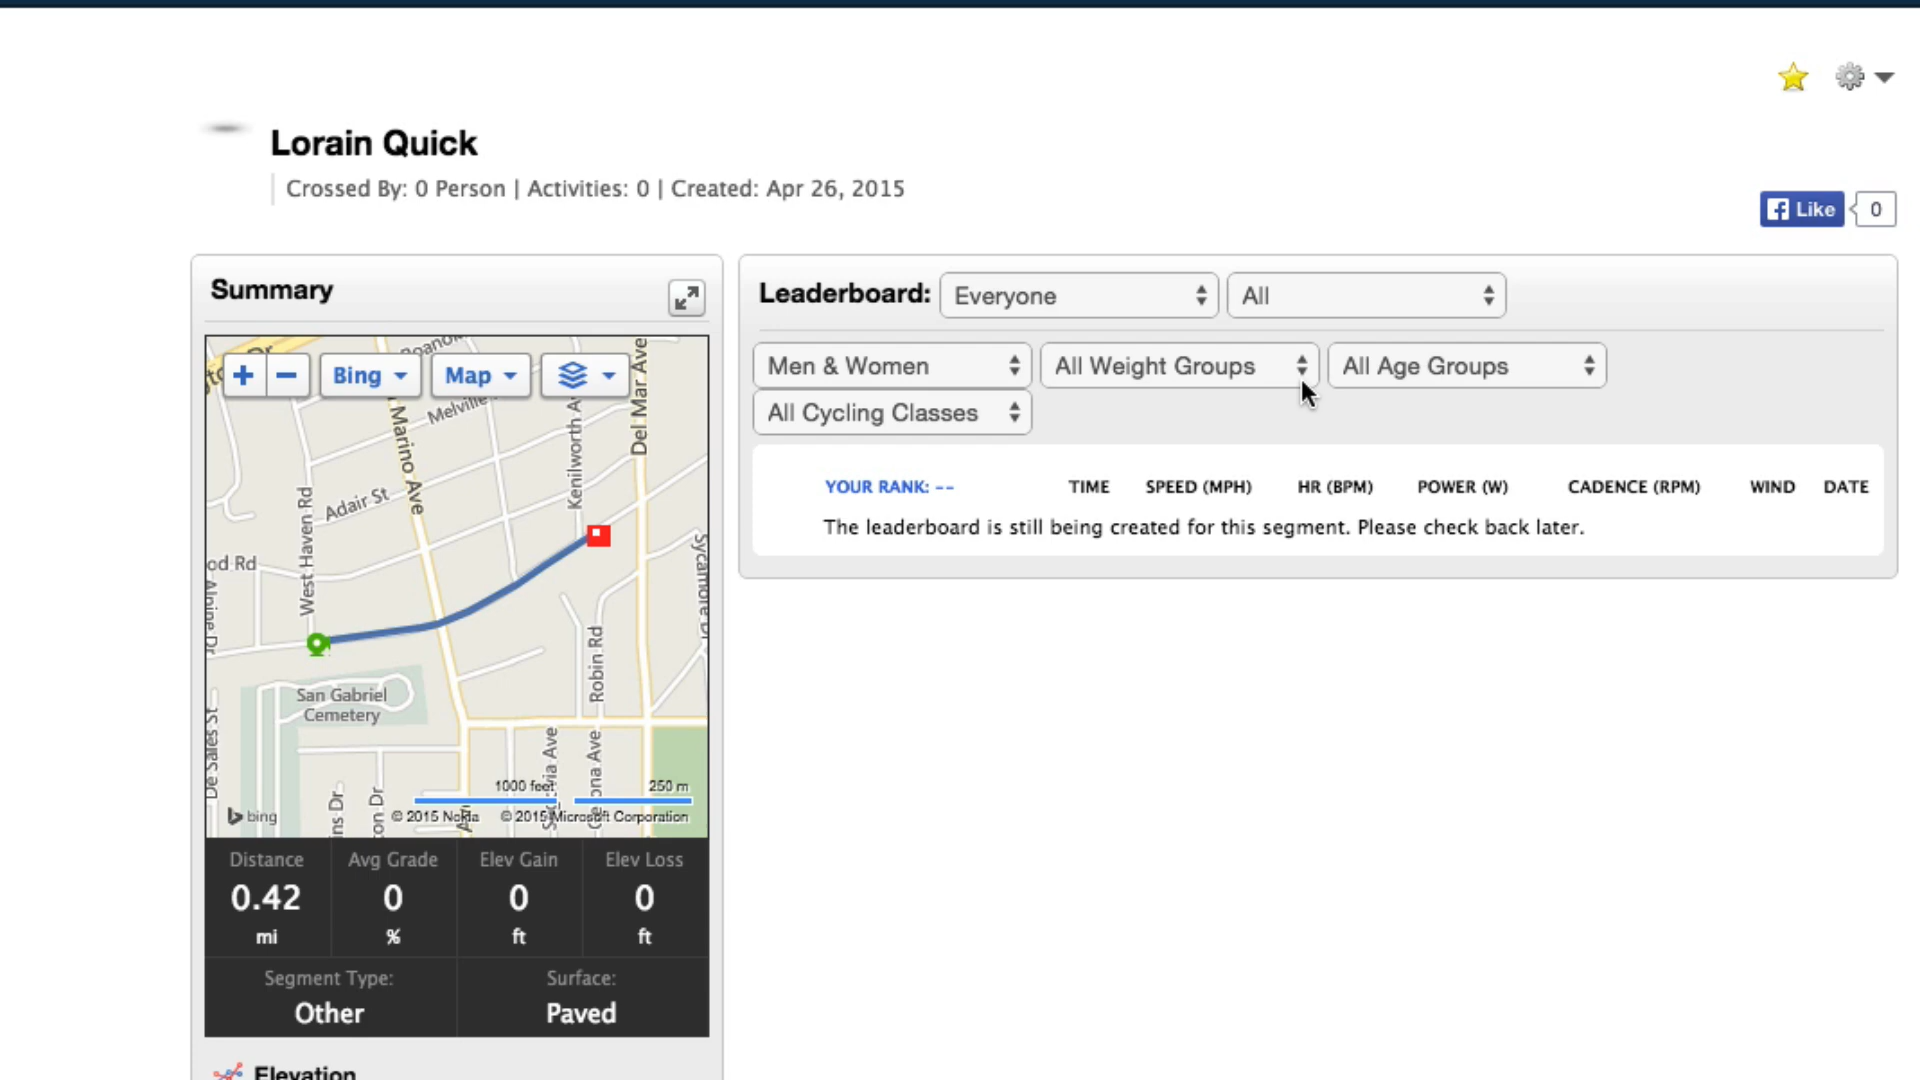 Lorain Quick
Crossed By: 0 Person | Activities: 0 | Created: Apr 26, 2015
Like 0
Summary
Leaderboard: Everyone All
Men & Women All Weight Groups All Age Groups
All Cycling Classes
YOUR RANK: -- TIME SPEED (MPH) HR (BPM) POWER (W) CADENCE (RPM) WIND DATE
The leaderboard is still being created for this segment. Please check back later.
+ − Bing Map
Melville
Marino Ave
Kenilworth A
Del Mar Ave
Adair St
West Haven Rd
od Rd
Sycamore Dr
Robin Rd
San Gabriel
Cemetery
De Sales St
ona Ave
ns Dr
on Dr
1000 feet 250 m
bing © 2015 Nokia © 2015 Microsoft Corporation
Distance Avg Grade Elev Gain Elev Loss
0.42 0 0 0
mi % ft ft
Segment Type: Surface:
Other Paved
Elevation